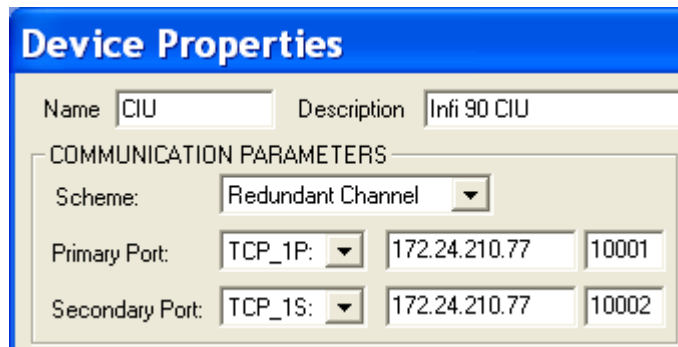 Device Properties
Name CIU Description Infi 90 CIU
COMMUNICATION PARAMETERS
Scheme: Redundant Channel
Primary Port: TCP_1P: 172.24.210.77 10001
Secondary Port: TCP_1S: 172.24.210.77 10002